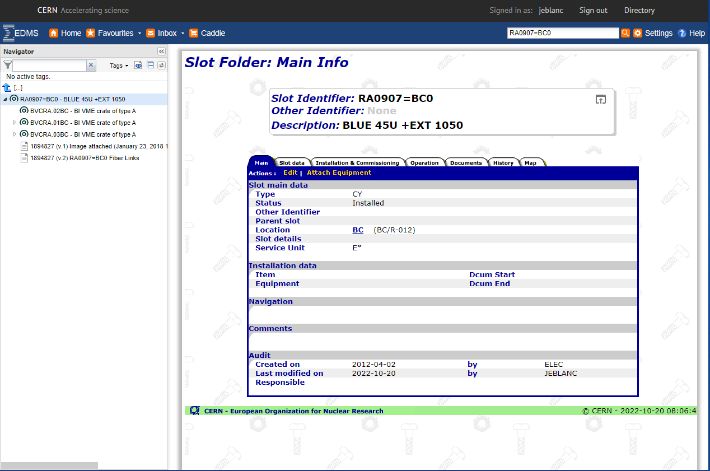 CERN Accelerating science
Signed in as: jeblanc Sign out Directory
EDMS Home Favourites Inbox Caddie RA0907=BC0 Settings Help
Navigator
Tags
No active tags.
[...]
RA0907=BC0 - BLUE 45U +EXT 1050
BVCRA.02BC - BI VME crate of type A
BVCRA.01BC - BI VME crate of type A
BVCRA.03BC - BI VME crate of type A
1894827 (v.1) Image attached (January 23, 2018 1
1894827 (v.2) RA0907=BC0 Fiber Links
Slot Folder: Main Info
Slot Identifier: RA0907=BC0
Other Identifier: None
Description: BLUE 45U +EXT 1050
Main Slot data Installation & Commissioning Operation Documents History Map
Actions: Edit | Attach Equipment
Slot main data
Type CY
Status Installed
Other Identifier
Parent slot
Location BC (BC/R-012)
Slot details
Service Unit E"
Installation data
Item Dcum Start
Equipment Dcum End
Navigation
Comments
Audit
Created on 2012-04-02 by ELEC
Last modified on 2022-10-20 by JEBLANC
Responsible
CERN - European Organization for Nuclear Research © CERN - 2022-10-20 08:06:4